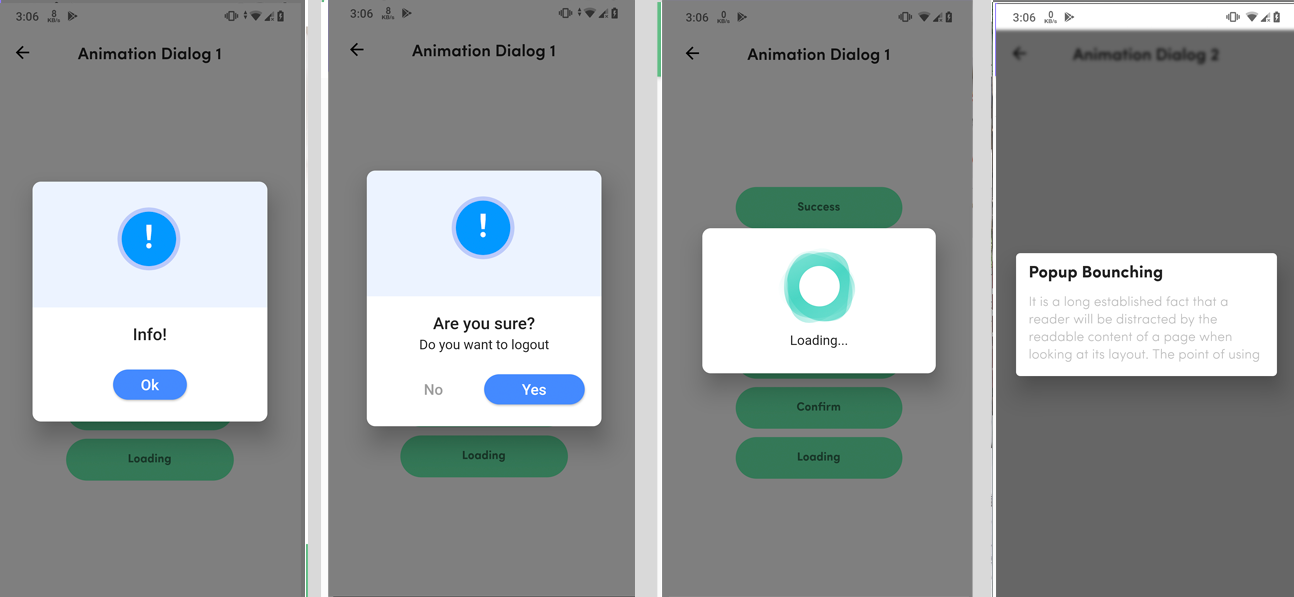 3:06 8 KB/s
Animation Dialog 1
!
Info!
Ok
Loading
3:06 8 KB/s
Animation Dialog 1
!
Are you sure?
Do you want to logout
No Yes
Loading
3:06 0 KB/s
Animation Dialog 1
Success
Loading...
Confirm
Loading
3:06 0 KB/s
Animation Dialog 2
Popup Bounching
It is a long established fact that a
reader will be distracted by the
readable content of a page when
looking at its layout. The point of using